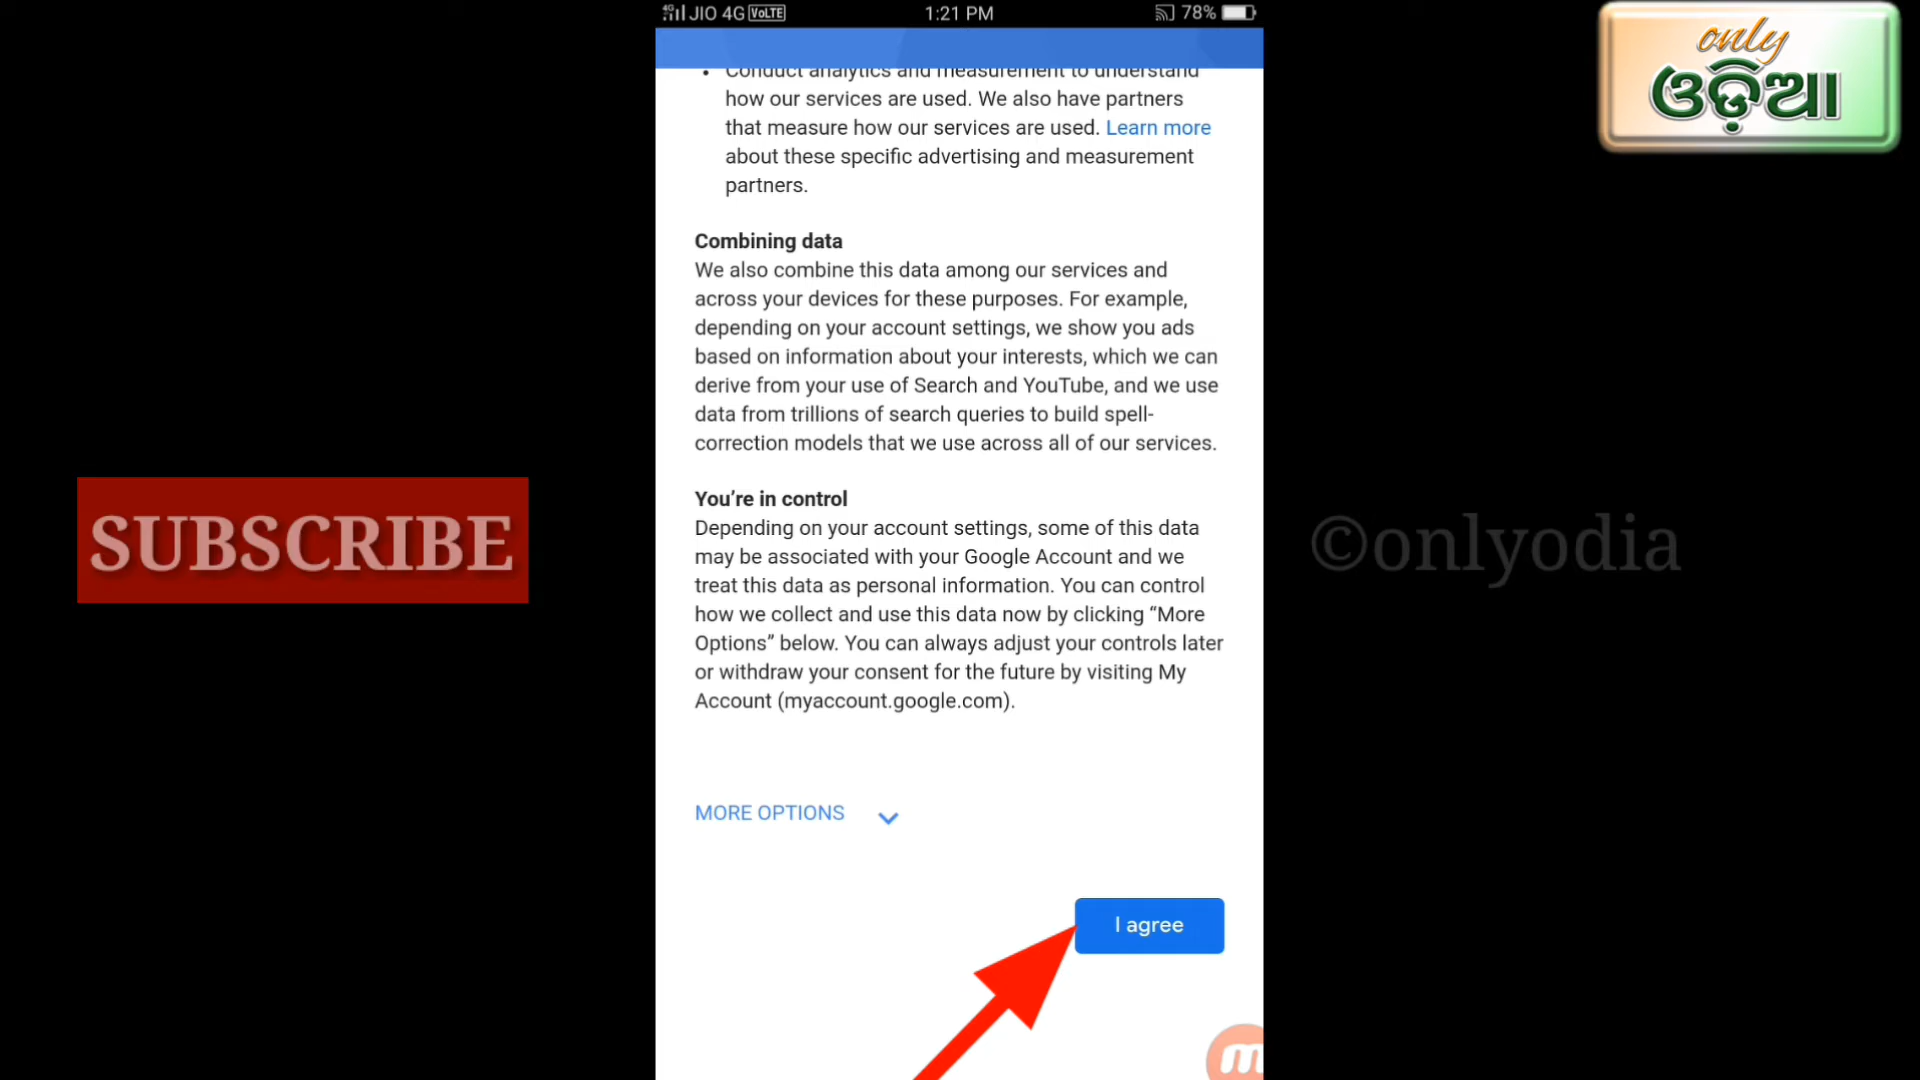 4G JIO 4G VoLTE 1:21 PM 78%
only
ଓଡ଼ିଆ
• Conduct analytics and measurement to understand
how our services are used. We also have partners
that measure how our services are used. Learn more
about these specific advertising and measurement
partners.
Combining data
We also combine this data among our services and
across your devices for these purposes. For example,
depending on your account settings, we show you ads
based on information about your interests, which we can
derive from your use of Search and YouTube, and we use
data from trillions of search queries to build spell-
correction models that we use across all of our services.
You’re in control
Depending on your account settings, some of this data
may be associated with your Google Account and we
treat this data as personal information. You can control
how we collect and use this data now by clicking “More
Options” below. You can always adjust your controls later
or withdraw your consent for the future by visiting My
Account (myaccount.google.com).
SUBSCRIBE
©onlyodia
MORE OPTIONS
I agree